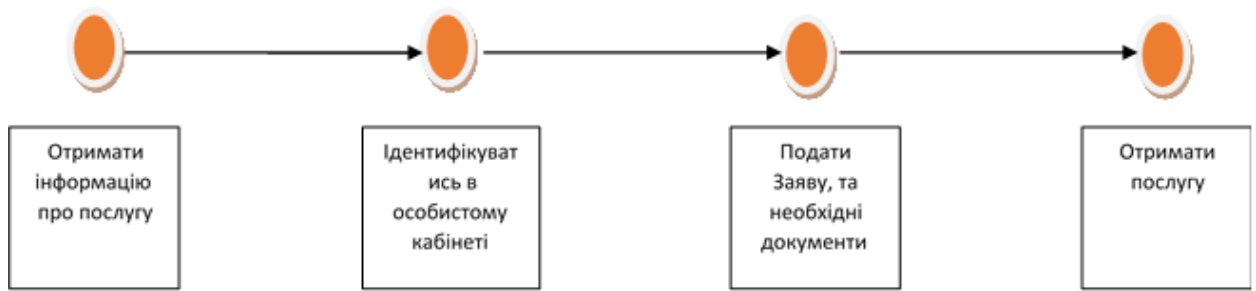 Отримати
інформацію
про послугу
Ідентифікуват
ись в
особистому
кабінеті
Подати
Заяву, та
необхідні
документи
Отримати
послугу